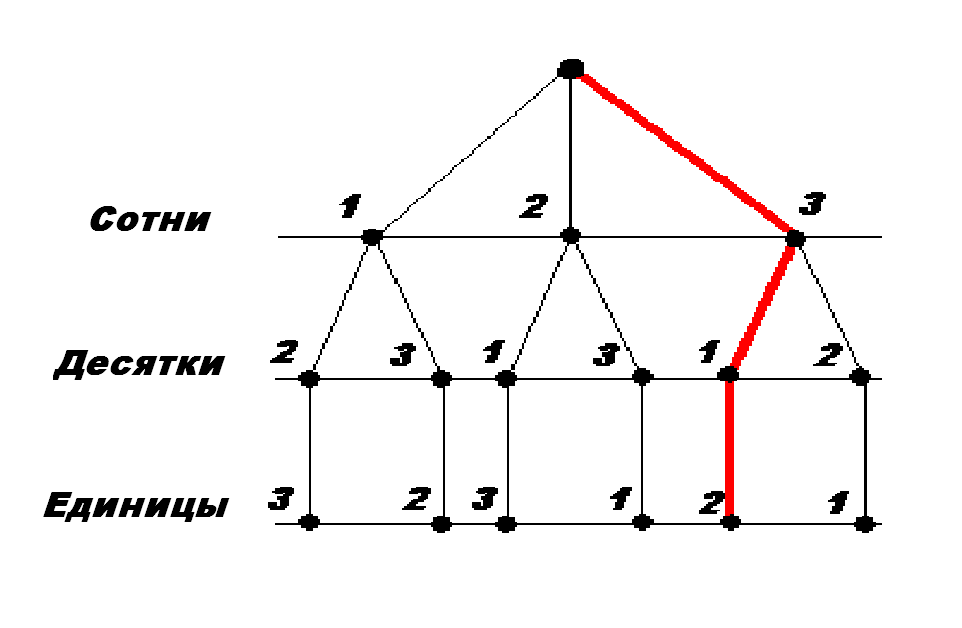 1 2 3
Сотни
2 3 1 3 1 2
Десятки
3 2 3 1 2 1
Единицы